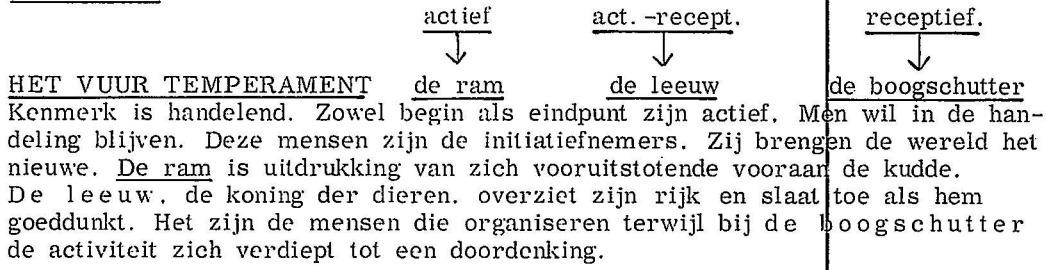 actief act.-recept. receptief.
HET VUUR TEMPERAMENT de ram de leeuw de boogschutter
Kenmerk is handelend. Zowel begin als eindpunt zijn actief. Men wil in de han-
deling blijven. Deze mensen zijn de initiatiefnemers. Zij brengen de wereld het
nieuwe. De ram is uitdrukking van zich vooruitstotende vooraan de kudde.
De leeuw, de koning der dieren, overziet zijn rijk en slaat toe als hem
goeddunkt. Het zijn de mensen die organiseren terwijl bij de boogschutter
de activiteit zich verdiept tot een doordenking.